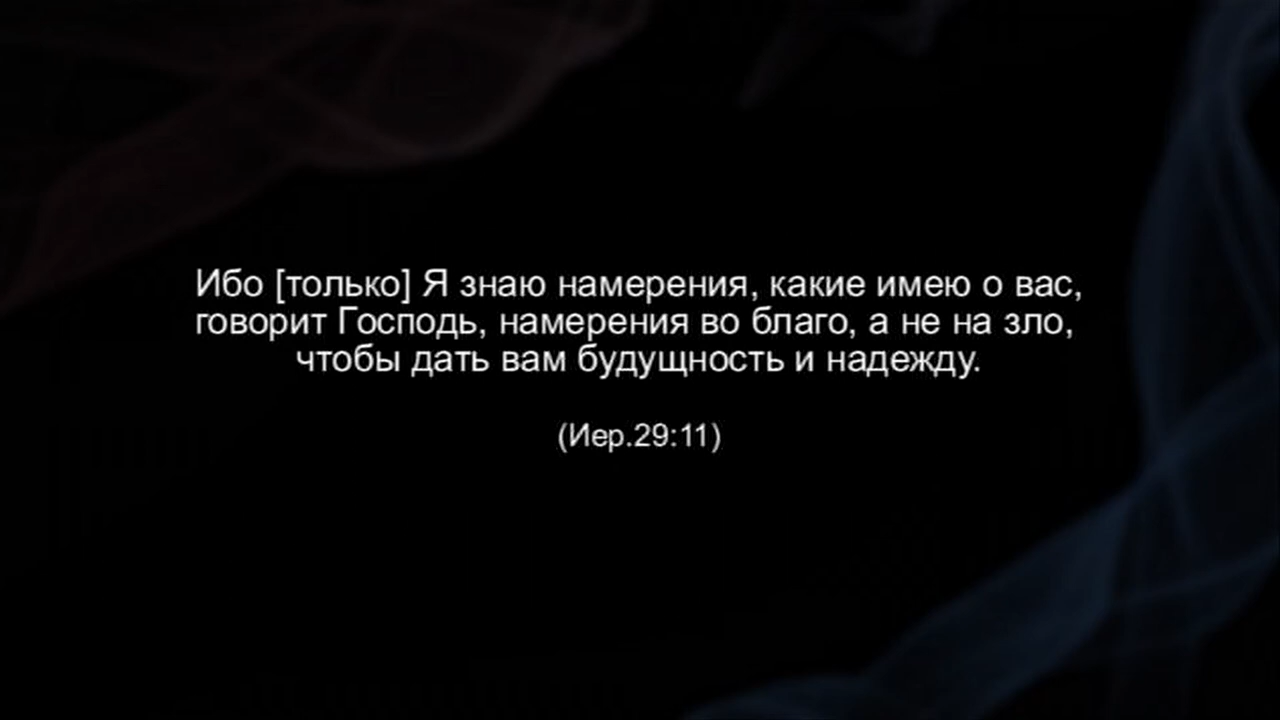 Ибо [только] Я знаю намерения, какие имею о вас,
говорит Господь, намерения во благо, а не на зло,
чтобы дать вам будущность и надежду.
(Иер.29:11)